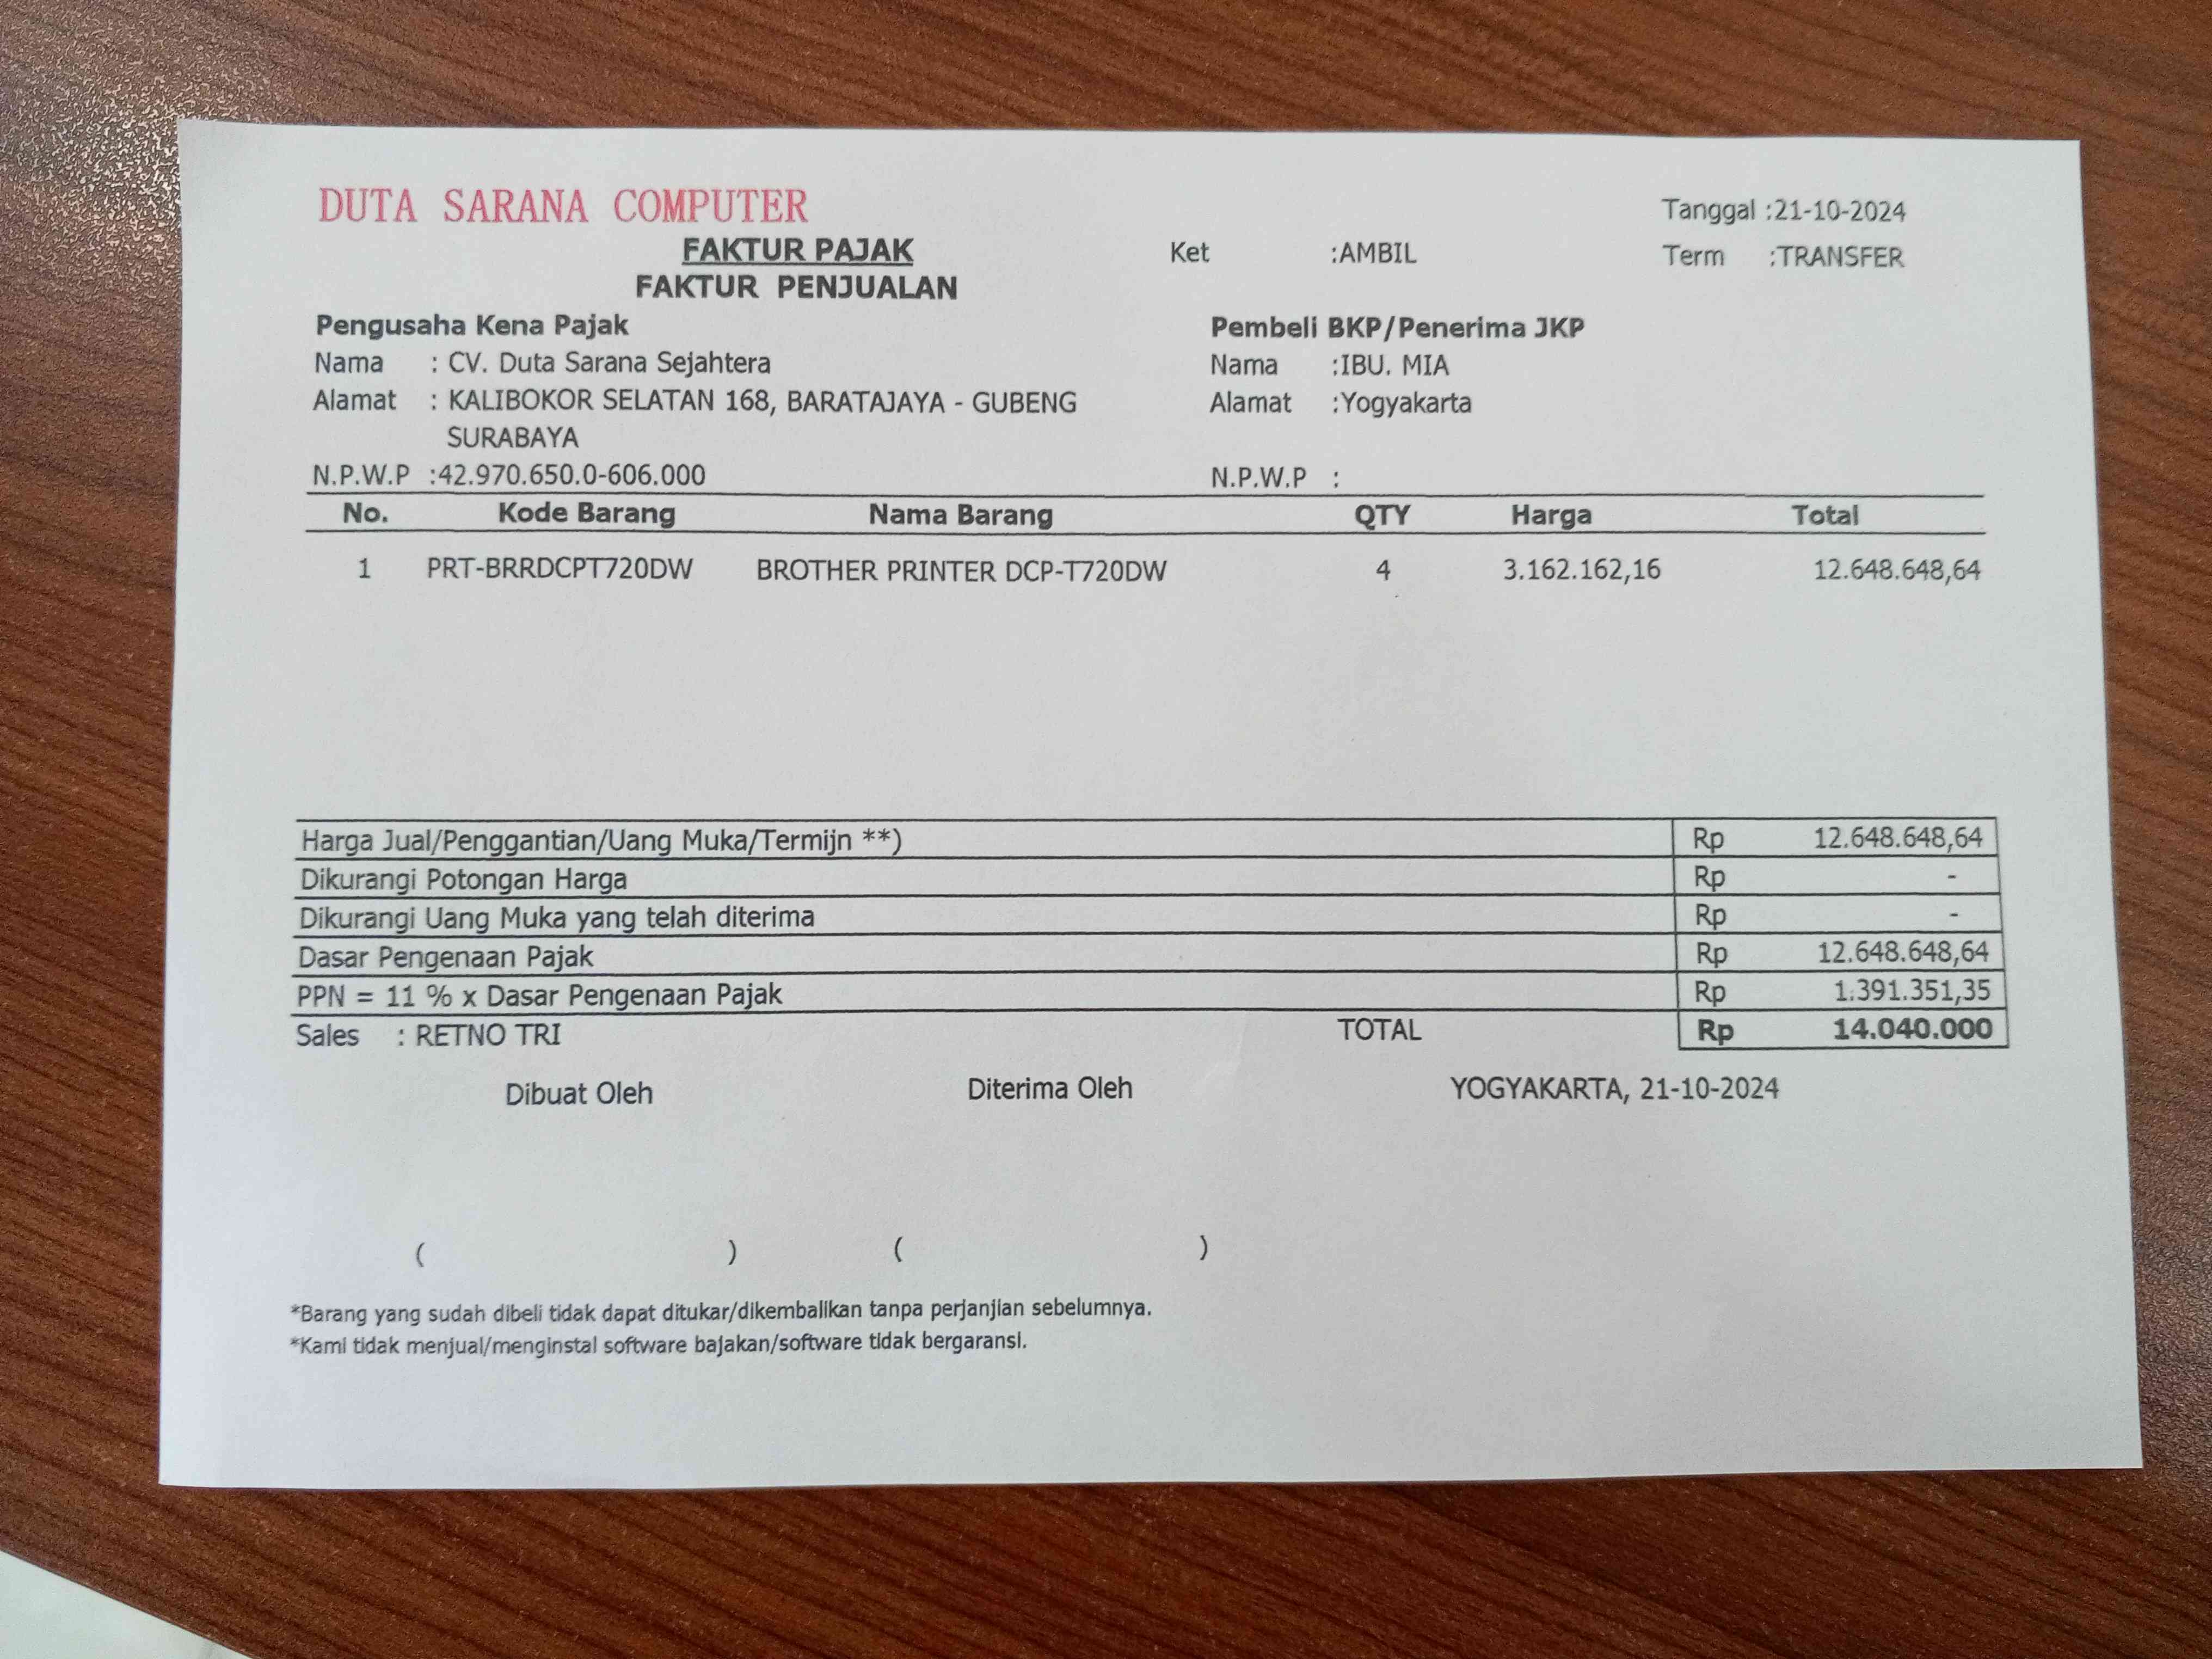 DUTA SARANA COMPUTER
Tanggal :21-10-2024
FAKTUR PAJAK
Ket :AMBIL
Term :TRANSFER
FAKTUR PENJUALAN
Pengusaha Kena Pajak
Pembeli BKP/Penerima JKP
Nama : CV. Duta Sarana Sejahtera
Nama :IBU. MIA
Alamat : KALIBOKOR SELATAN 168, BARATAJAYA - GUBENG
Alamat :Yogyakarta
SURABAYA
N.P.W.P :42.970.650.0-606.000
N.P.W.P :
No. Kode Barang Nama Barang QTY Harga Total
1 PRT-BRRDCPT720DW BROTHER PRINTER DCP-T720DW 4 3.162.162,16 12.648.648,64
Harga Jual/Penggantian/Uang Muka/Termijn **) Rp 12.648.648,64
Dikurangi Potongan Harga Rp -
Dikurangi Uang Muka yang telah diterima Rp -
Dasar Pengenaan Pajak Rp 12.648.648,64
PPN = 11 % x Dasar Pengenaan Pajak Rp 1.391.351,35
Sales : RETNO TRI TOTAL Rp 14.040.000
Dibuat Oleh Diterima Oleh YOGYAKARTA, 21-10-2024
( ) ( )
*Barang yang sudah dibeli tidak dapat ditukar/dikembalikan tanpa perjanjian sebelumnya.
*Kami tidak menjual/menginstal software bajakan/software tidak bergaransi.